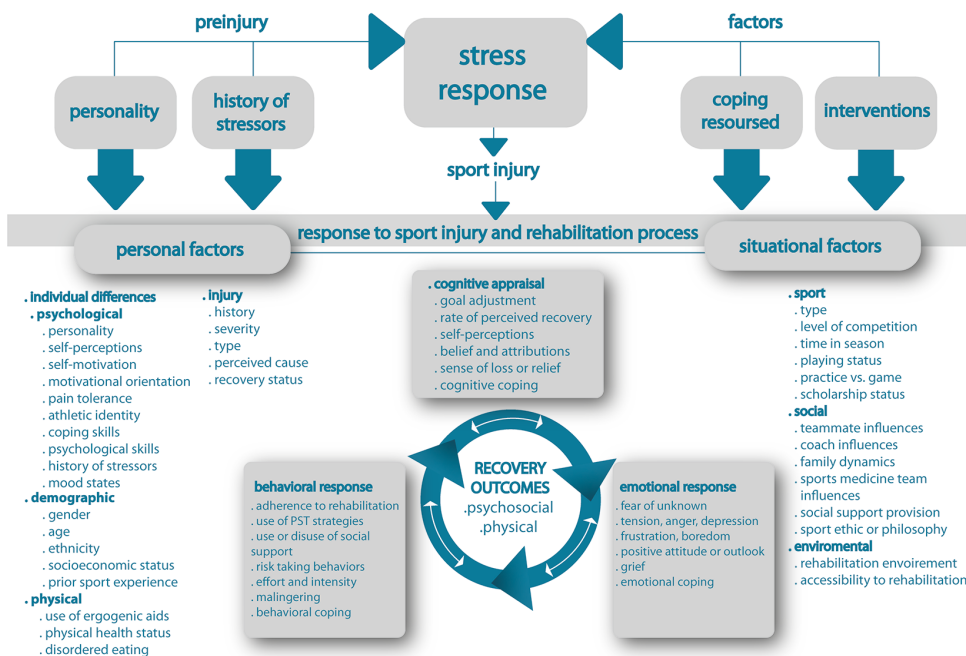 preinjury
factors
stress
response
personality
history of
stressors
coping
resoursed
interventions
sport injury
response to sport injury and rehabilitation process
personal factors
situational factors
. individual differences
. psychological
. personality
. self-perceptions
. self-motivation
. motivational orientation
. pain tolerance
. athletic identity
. coping skills
. psychological skills
. history of stressors
. mood states
. demographic
. gender
. age
. ethnicity
. socioeconomic status
. prior sport experience
. physical
. use of ergogenic aids
. physical health status
. disordered eating
. injury
. history
. severity
. type
. perceived cause
. recovery status
. cognitive appraisal
. goal adjustment
. rate of perceived recovery
. self-perceptions
. belief and attributions
. sense of loss or relief
. cognitive coping
RECOVERY
OUTCOMES
.psychosocial
.physical
behavioral response
. adherence to rehabilitation
. use of PST strategies
. use or disuse of social
support
. risk taking behaviors
. effort and intensity
. malingering
. behavioral coping
emotional response
. fear of unknown
. tension, anger, depression
. frustration, boredom
. positive attitude or outlook
. grief
. emotional coping
. sport
. type
. level of competition
. time in season
. playing status
. practice vs. game
. scholarship status
. social
. teammate influences
. coach influences
. family dynamics
. sports medicine team
influences
. social support provision
. sport ethic or philosophy
. enviromental
. rehabilitation envoirement
. accessibility to rehabilitation